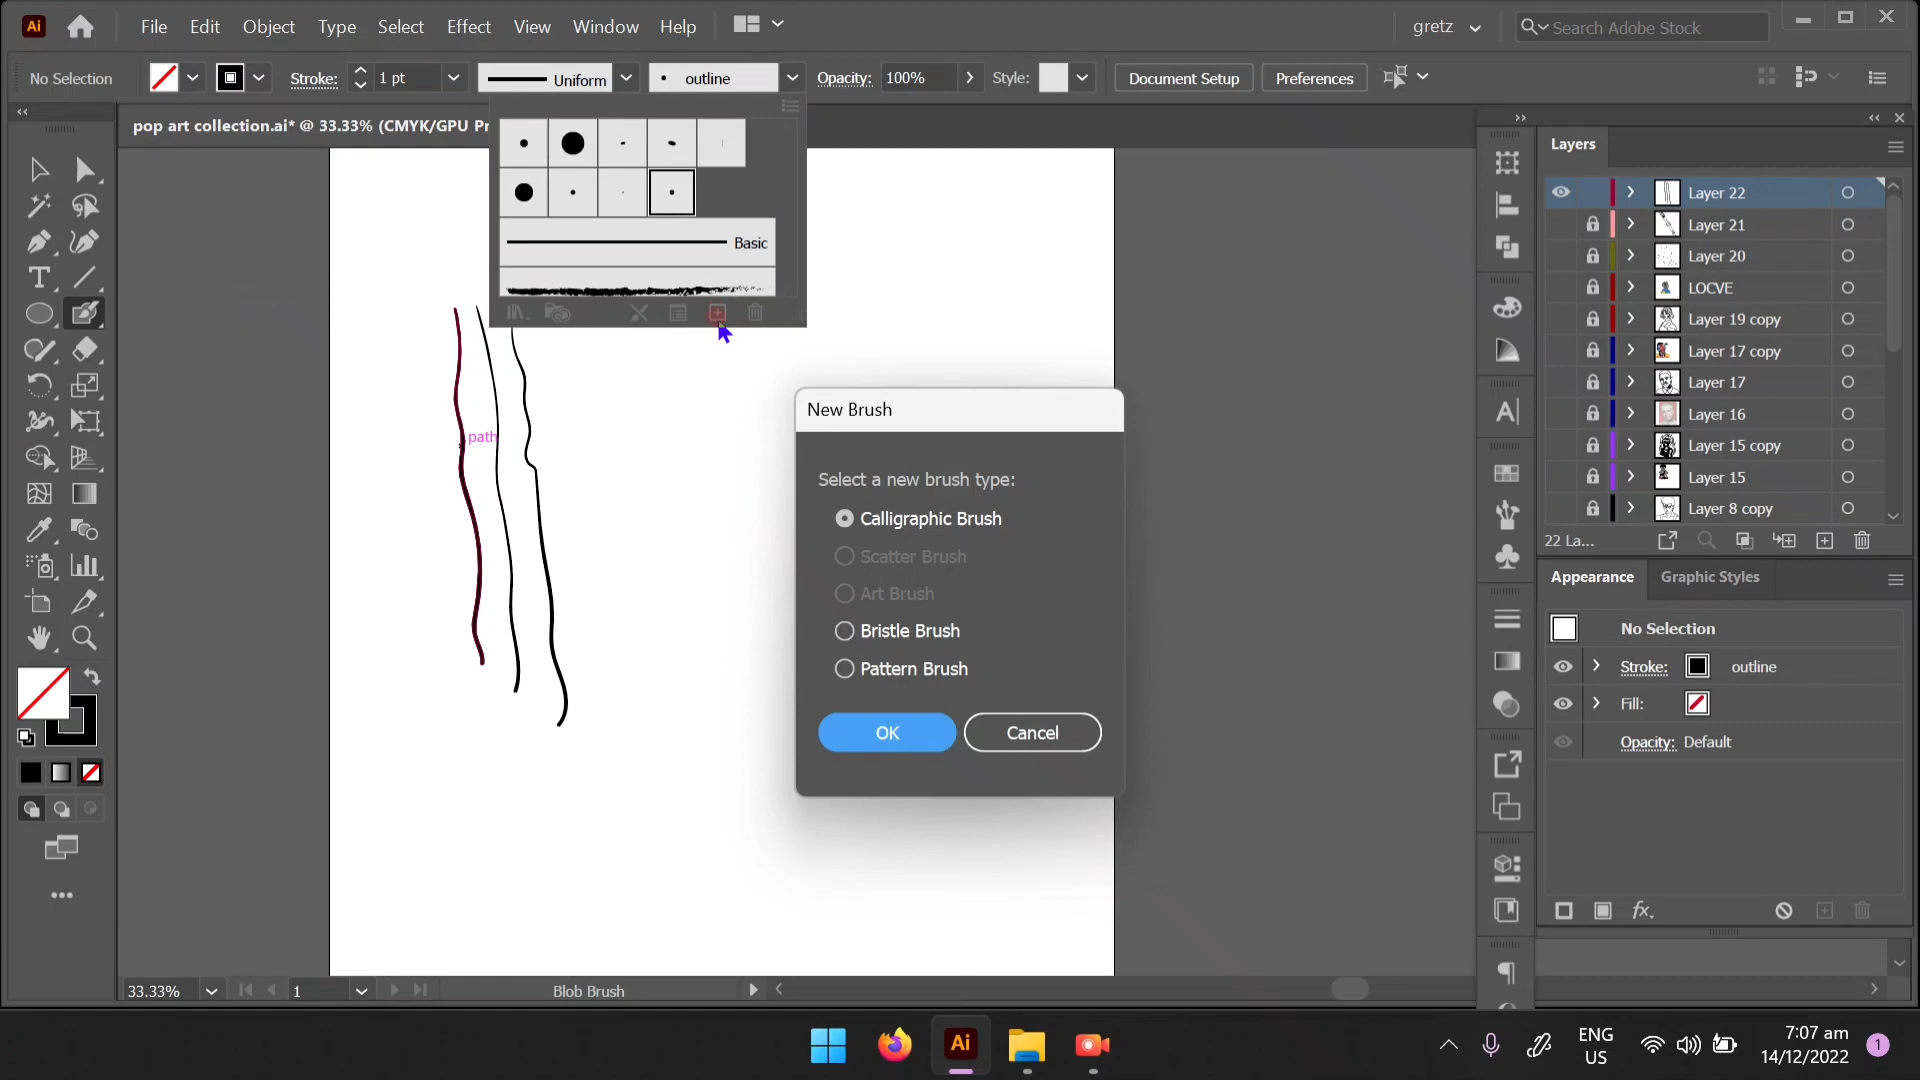 Ai File Edit Object Type Select Effect View Window Help gretz Search Adobe Stock
No Selection Stroke: 1 pt Uniform outline Opacity: 100% Style: Document Setup Preferences
pop art collection.ai* @ 33.33% (CMYK/GPU Pr
Basic
path
New Brush
Select a new brush type:
Calligraphic Brush
Scatter Brush
Art Brush
Bristle Brush
Pattern Brush
OK Cancel
Layers
Layer 22
Layer 21
Layer 20
LOCVE
Layer 19 copy
Layer 17 copy
Layer 17
Layer 16
Layer 15 copy
Layer 15
Layer 8 copy
22 La...
Appearance Graphic Styles
No Selection
Stroke: outline
Fill:
Opacity: Default
fx.
33.33% 1 Blob Brush
Ai
ENG
US
7:07 am
14/12/2022
1